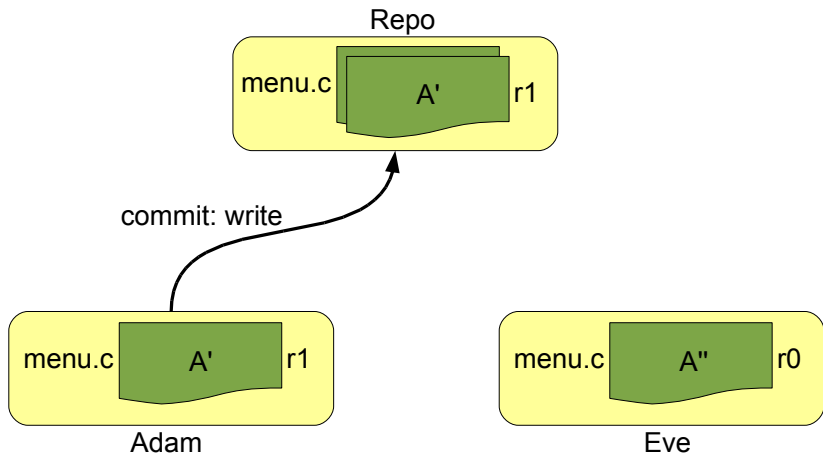 Repo
menu.c A' r1
commit: write
menu.c A' r1
menu.c A" r0
Adam
Eve